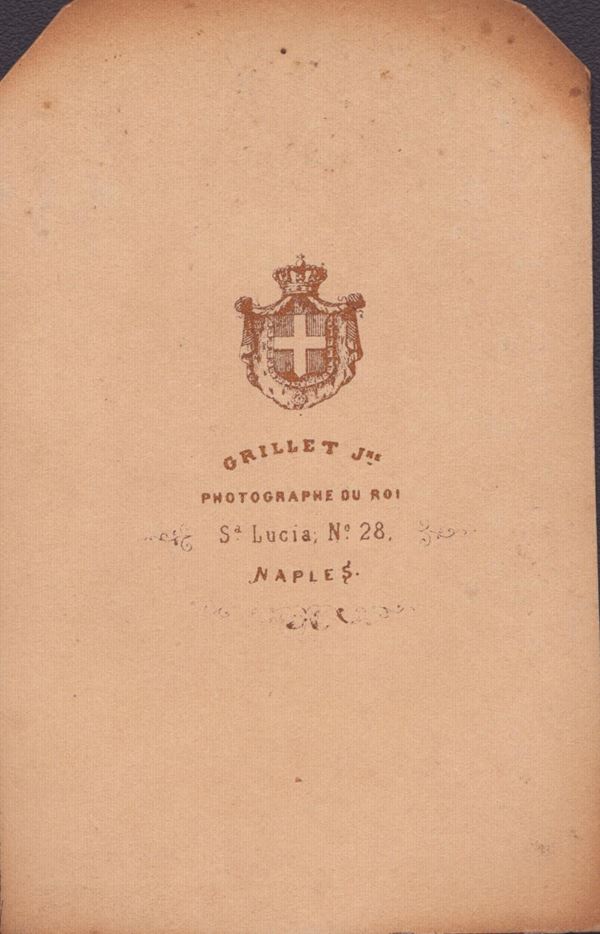 GRILLET Jne
PHOTOGRAPHE DU ROI
Sa. Lucia, No. 28.
NAPLES.